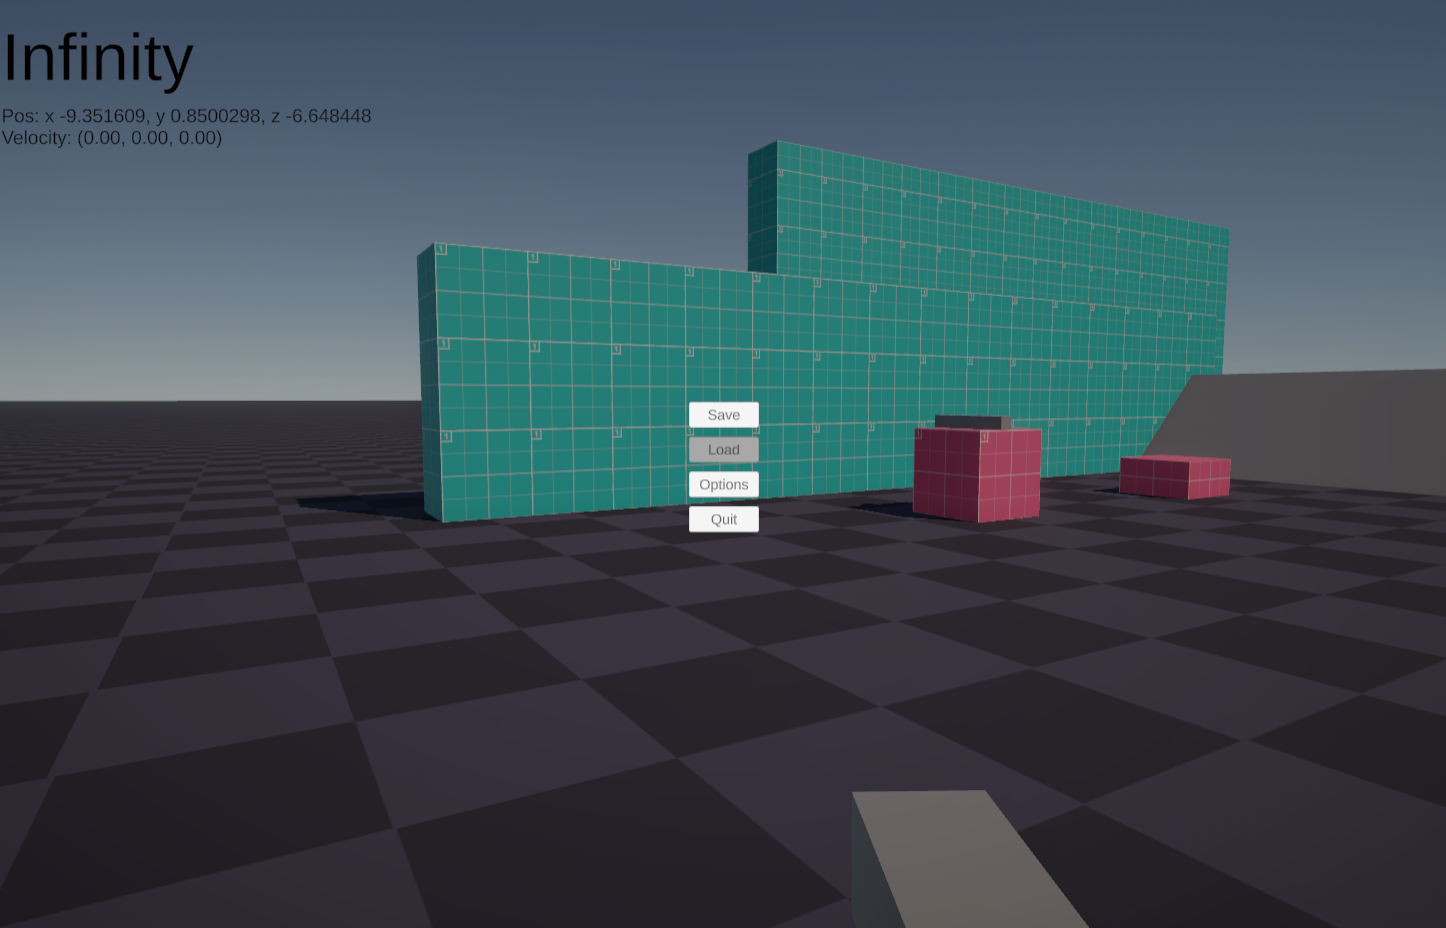 Infinity
Pos: x -9.351609, y 0.8500298, z -6.648448
Velocity: (0.00, 0.00, 0.00)
Save
Load
Options
Quit